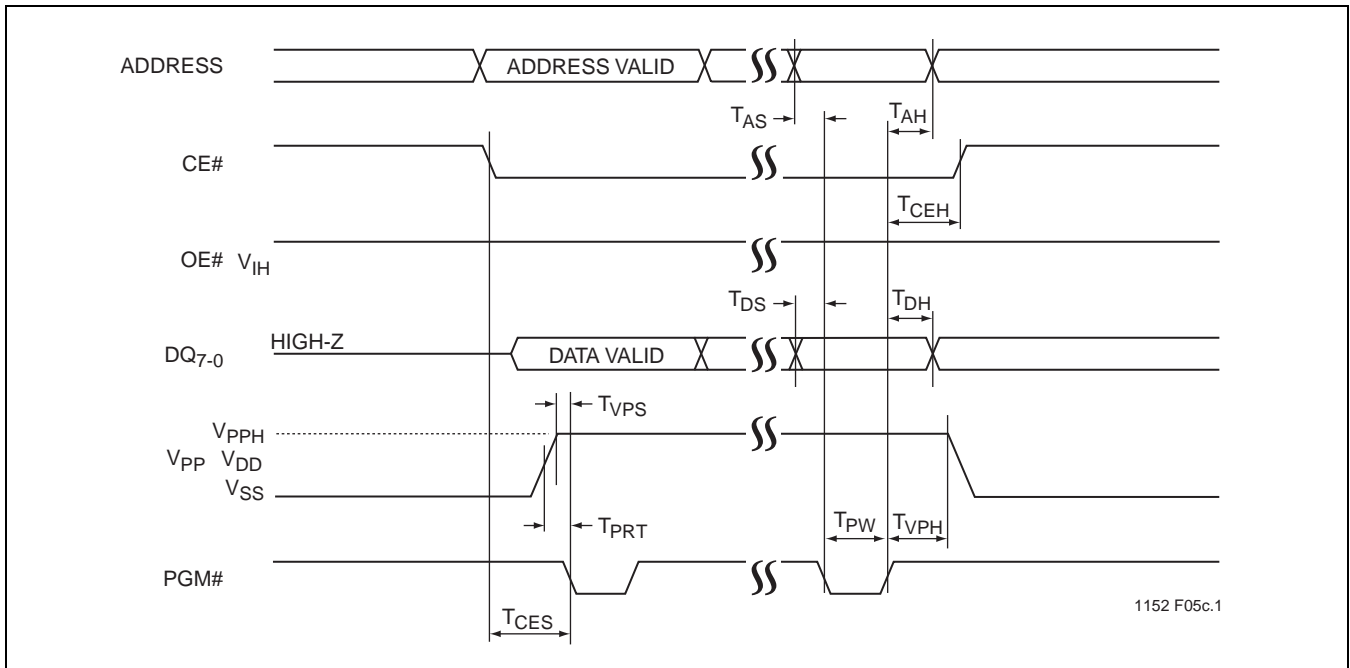 ADDRESS
ADDRESS VALID
TAS
TAH
CE#
TCEH
OE# VIH
TDS
TDH
HIGH-Z
DQ7-0
DATA VALID
TVPS
VPPH
VPP VDD
VSS
TPRT
TPW
TVPH
PGM#
TCES
1152 F05c.1